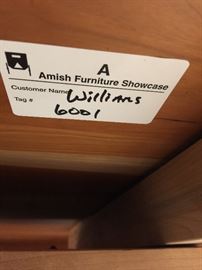 A
Amish Furniture Showcase
Customer Name Williams
Tag # 6001